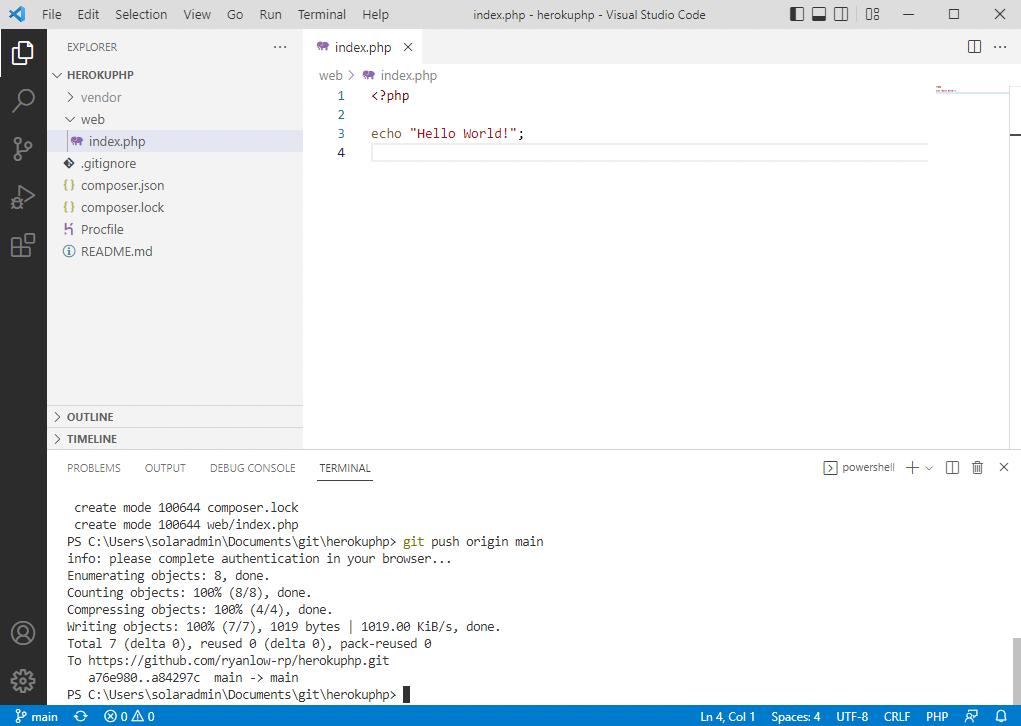 File Edit Selection View Go Run Terminal Help index.php - herokuphp - Visual Studio Code
EXPLORER
HEROKUPHP
vendor
web
index.php
.gitignore
composer.json
composer.lock
Procfile
README.md
OUTLINE
TIMELINE
index.php
web > index.php
1 <?php
2
3 echo "Hello World!";
4
PROBLEMS OUTPUT DEBUG CONSOLE TERMINAL powershell
create mode 100644 composer.lock
create mode 100644 web/index.php
PS C:\Users\solaradmin\Documents\git\herokuphp> git push origin main
info: please complete authentication in your browser...
Enumerating objects: 8, done.
Counting objects: 100% (8/8), done.
Compressing objects: 100% (4/4), done.
Writing objects: 100% (7/7), 1019 bytes | 1019.00 KiB/s, done.
Total 7 (delta 0), reused 0 (delta 0), pack-reused 0
To https://github.com/ryanlow-rp/herokuphp.git
a76e980..a84297c main -> main
PS C:\Users\solaradmin\Documents\git\herokuphp>
main 0 0 Ln 4, Col 1 Spaces: 4 UTF-8 CRLF PHP